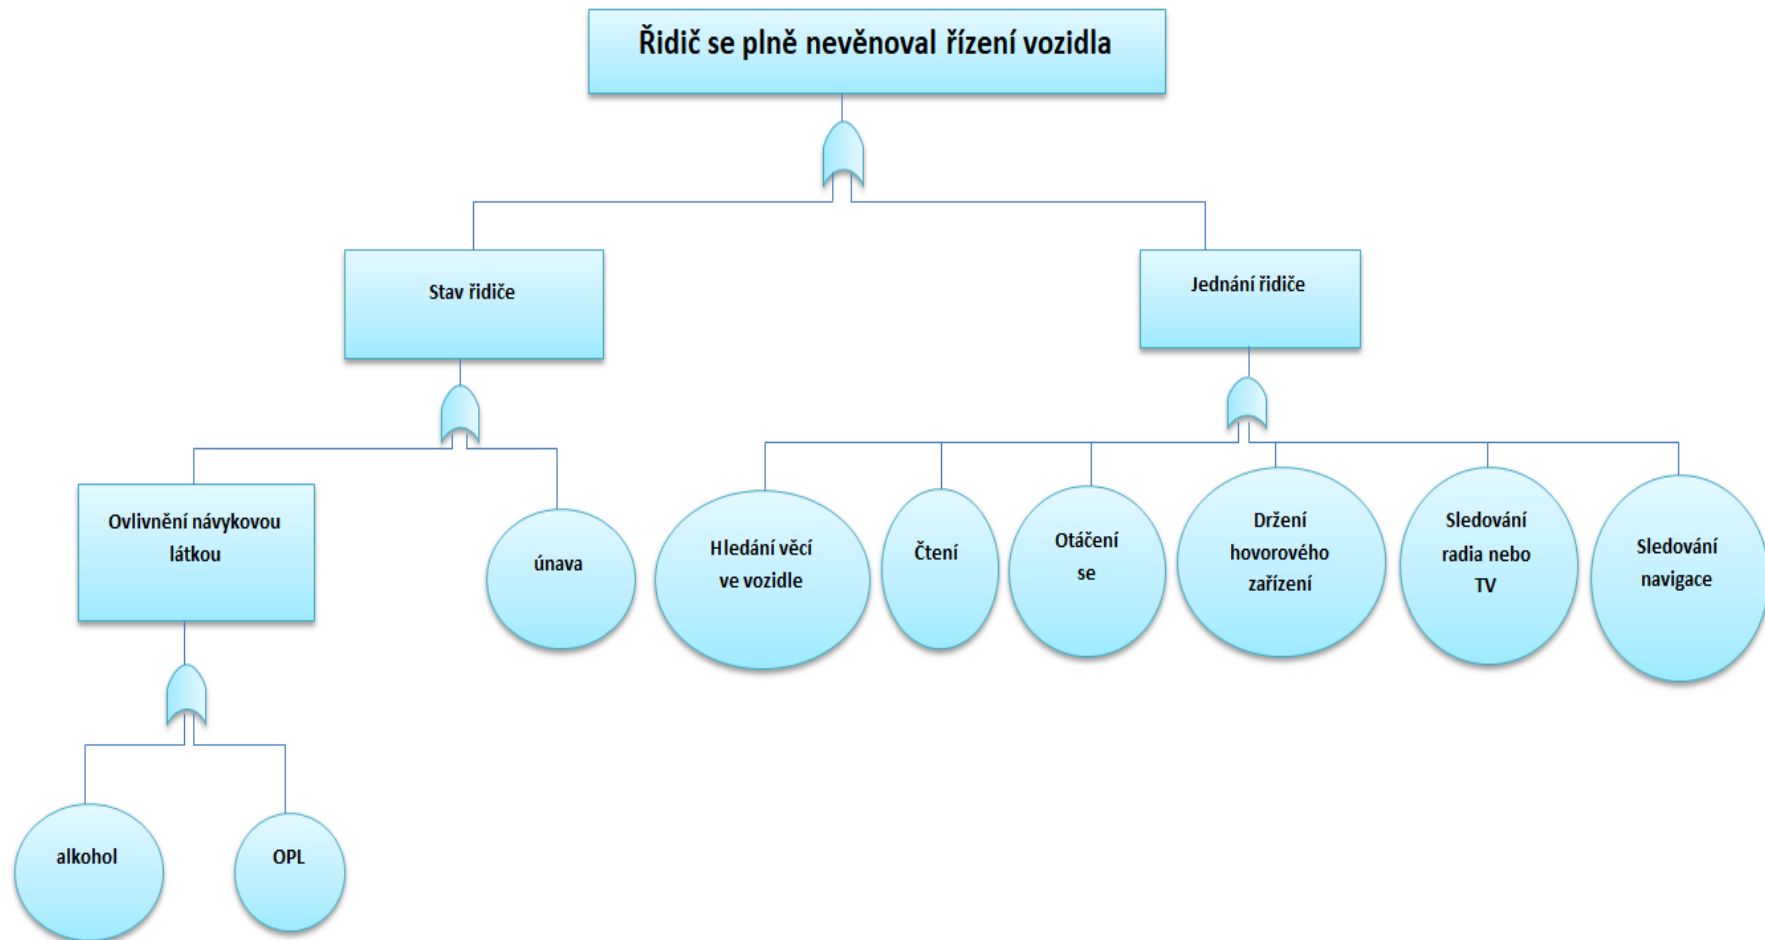 Řidič se plně nevěnoval řízení vozidla
Stav řidiče
Jednání řidiče
Ovlivnění návykovou
látkou
únava
Hledání věcí
ve vozidle
Čtení
Otáčení
se
Držení
hovorového
zařízení
Sledování
radia nebo
TV
Sledování
navigace
alkohol
OPL